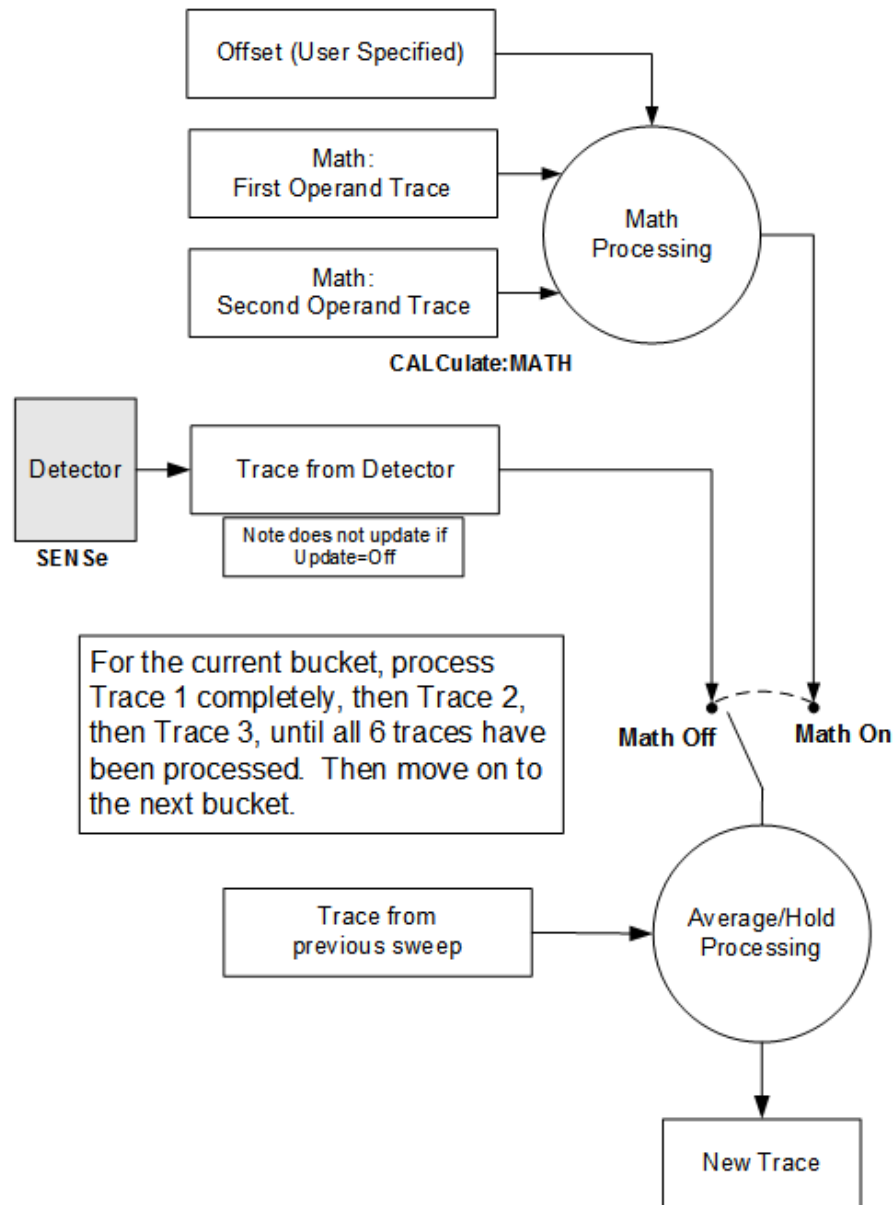 Offset (User Specified)
Math:
First Operand Trace
Math
Processing
Math:
Second Operand Trace
CALCulate:MATH
Detector
Trace from Detector
Note does not update if
Update=Off
SENSe
For the current bucket, process
Trace 1 completely, then Trace 2,
then Trace 3, until all 6 traces have
been processed.  Then move on to
the next bucket.
Math Off
Math On
Trace from
previous sweep
Average/Hold
Processing
New Trace